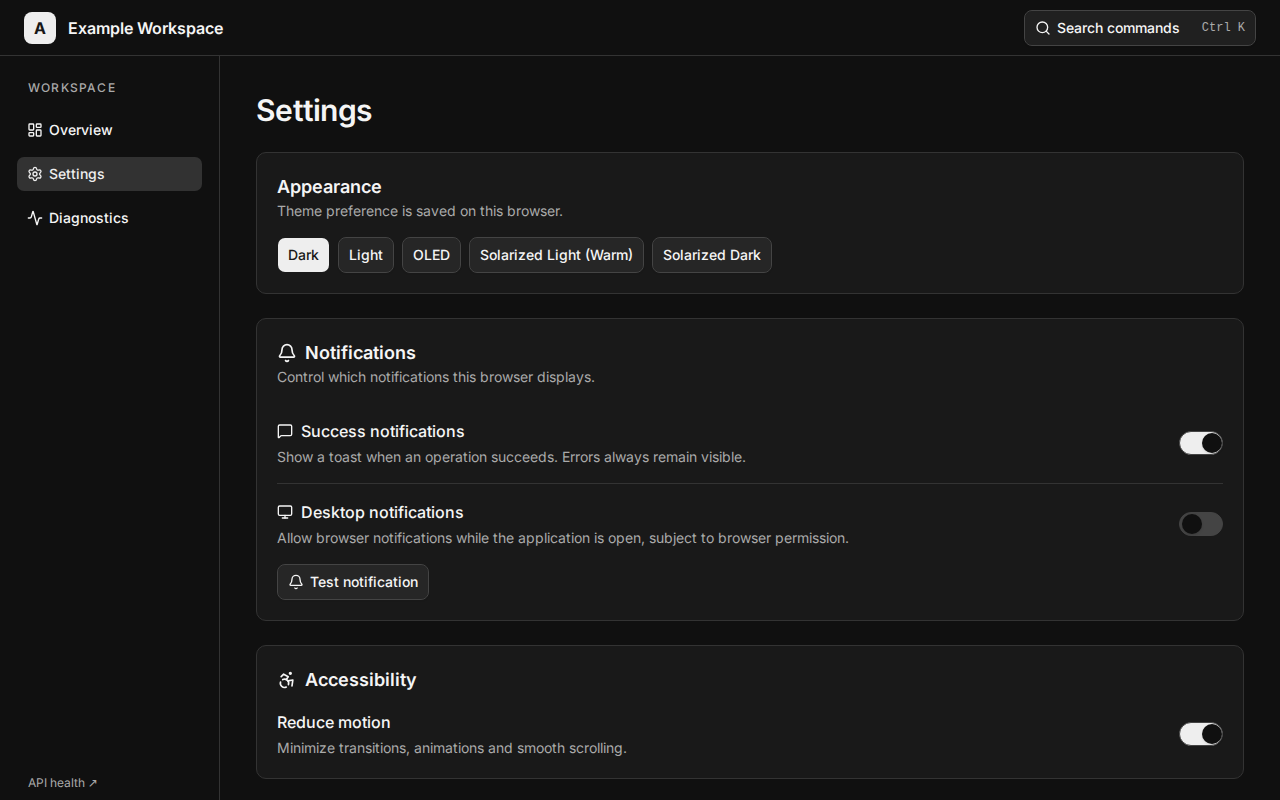 A Example Workspace
Search commands Ctrl K
WORKSPACE
Overview
Settings
Diagnostics
API health ↗
Settings
Appearance
Theme preference is saved on this browser.
Dark Light OLED Solarized Light (Warm) Solarized Dark
Notifications
Control which notifications this browser displays.
Success notifications
Show a toast when an operation succeeds. Errors always remain visible.
Desktop notifications
Allow browser notifications while the application is open, subject to browser permission.
Test notification
Accessibility
Reduce motion
Minimize transitions, animations and smooth scrolling.